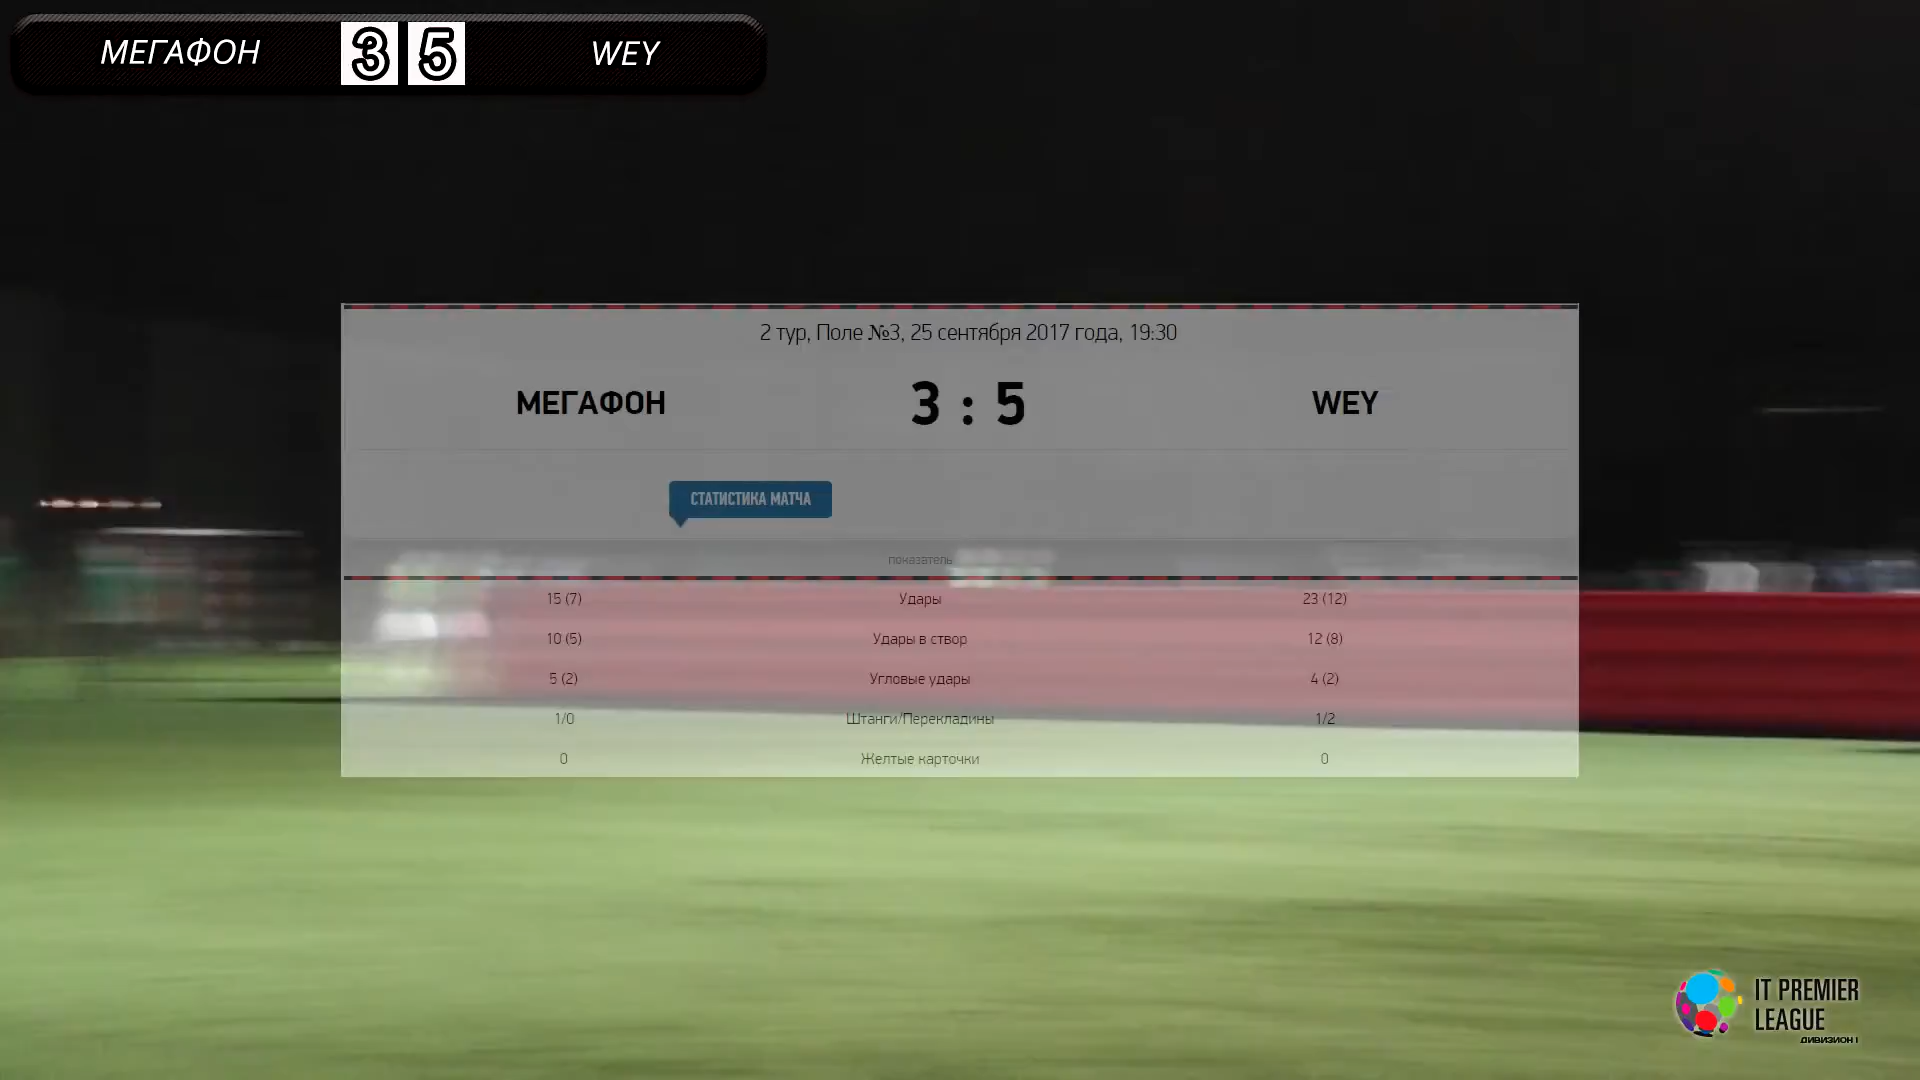 МЕГАФОН 3 5 WEY
2 тур, Поле №3, 25 сентября 2017 года, 19:30
МЕГАФОН 3 : 5 WEY
СТАТИСТИКА МАТЧА
показатель
15 (7) Удары 23 (12)
10 (5) Удары в створ 12 (8)
5 (2) Угловые удары 4 (2)
1/0 Штанги/Перекладины 1/2
0 Желтые карточки 0
IT PREMIER
LEAGUE
ДИВИЗИОН I